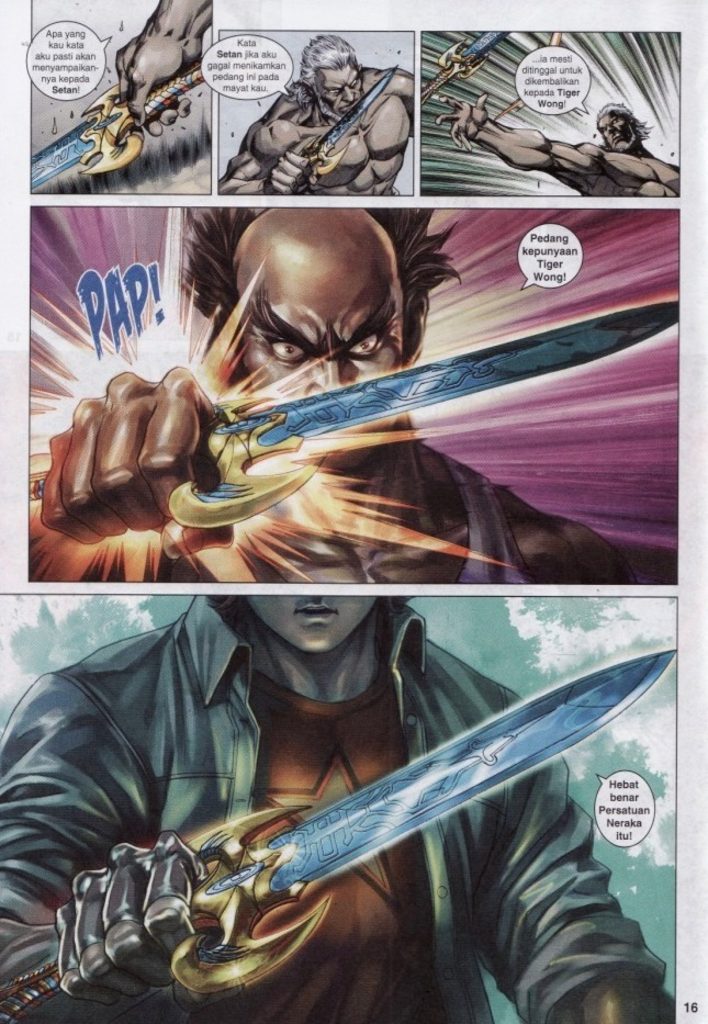 Apa yang
kau kata
aku pasti akan
menyampaikan-
nya kepada
Setan!
Kata
Setan jika aku
gagal menikamkan
pedang ini pada
mayat kau.
...ia mesti
ditinggal untuk
dikembalikan
kepada Tiger
Wong!
Pedang
kepunyaan
Tiger
Wong!
PAP!
Hebat
benar
Persatuan
Neraka
itu!
16